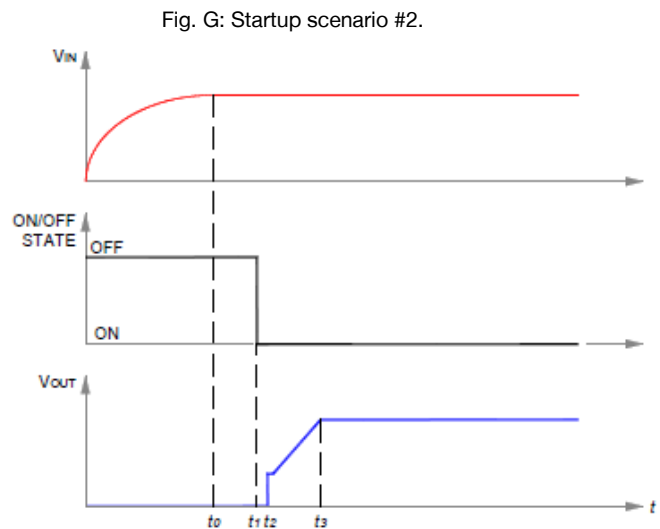 Fig. G: Startup scenario #2.
VIN
ON/OFF
STATE
OFF
ON
VOUT
t0 t1 t2 t3 t